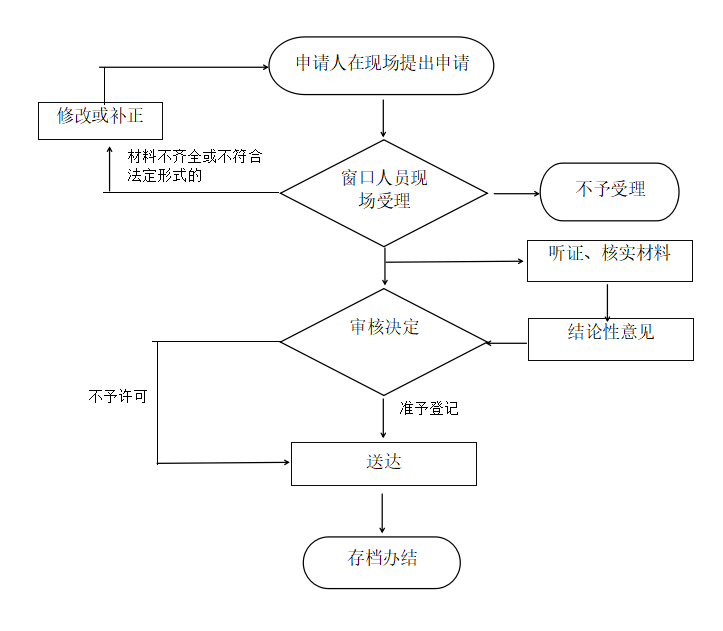 申请人在现场提出申请
修改或补正
材料不齐全或不符合
法定形式的
窗口人员现
场受理
不予受理
听证、核实材料
审核决定
结论性意见
不予许可
准予登记
送达
存档办结